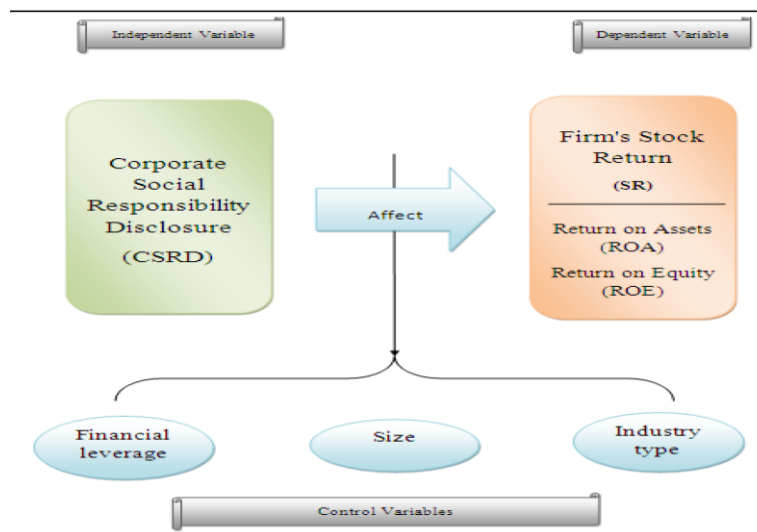 Independent Variable
Dependent Variable
Corporate
Social
Responsibility
Disclosure
(CSRD)
Affect
Firm's Stock
Return
(SR)
Return on Assets
(ROA)
Return on Equity
(ROE)
Financial
leverage
Size
Industry
type
Control Variables